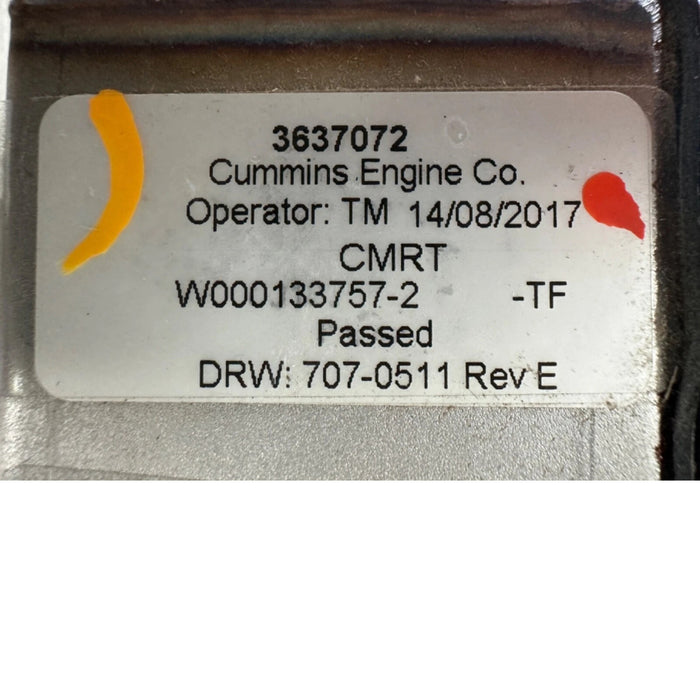 3637072
Cummins Engine Co.
Operator: TM 14/08/2017
CMRT
W000133757-2 -TF
Passed
DRW: 707-0511 Rev E